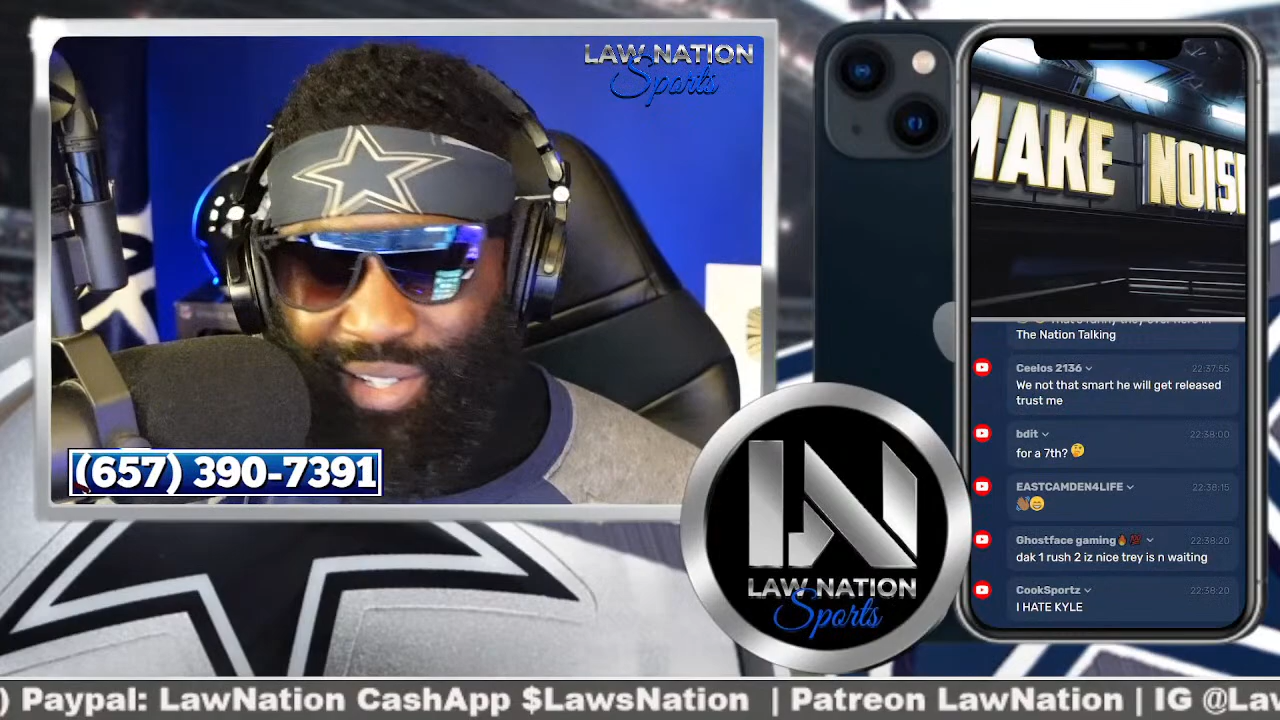 LAW NATION
Sports
(657) 390-7391
MAKE NOIS
The Nation Talking
Ceelos 2136 22:37:55
We not that smart he will get released
trust me
bdit 22:38:00
for a 7th? 🤔
EASTCAMDEN4LIFE 22:38:15
👋🏾😁
Ghostface gaming🔥💯 22:38:20
dak 1 rush 2 iz nice trey is n waiting
CookSportz 22:38:20
I HATE KYLE
LAW NATION
Sports
) Paypal: LawNation CashApp $LawsNation | Patreon LawNation | IG @Lav